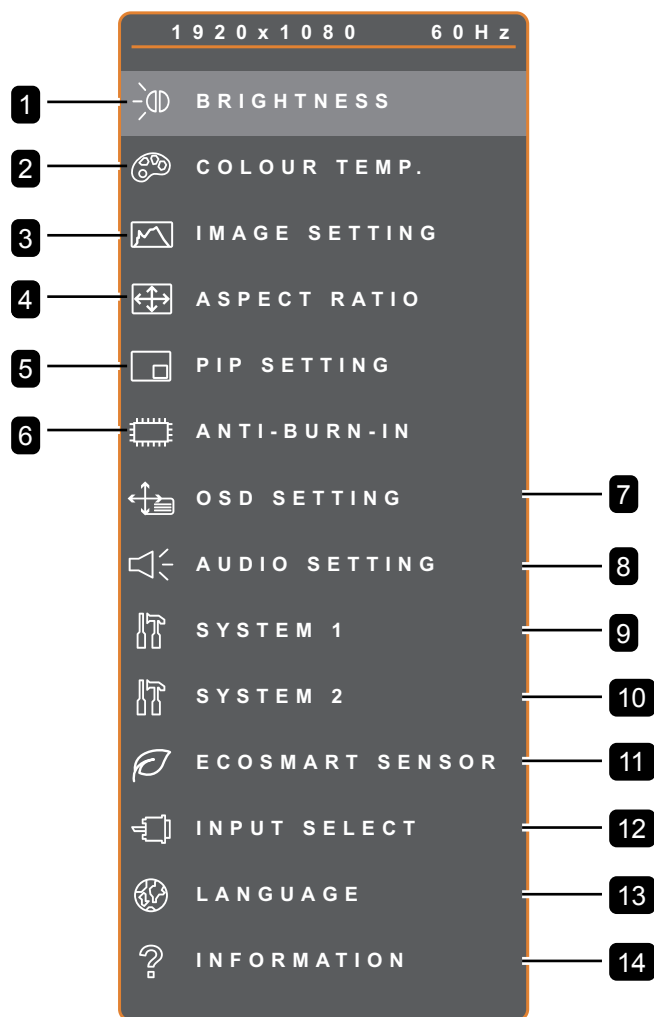 1920x1080 60Hz
1 BRIGHTNESS
2 COLOUR TEMP.
3 IMAGE SETTING
4 ASPECT RATIO
5 PIP SETTING
6 ANTI-BURN-IN
OSD SETTING 7
AUDIO SETTING 8
SYSTEM 1 9
SYSTEM 2 10
ECOSMART SENSOR 11
INPUT SELECT 12
LANGUAGE 13
INFORMATION 14